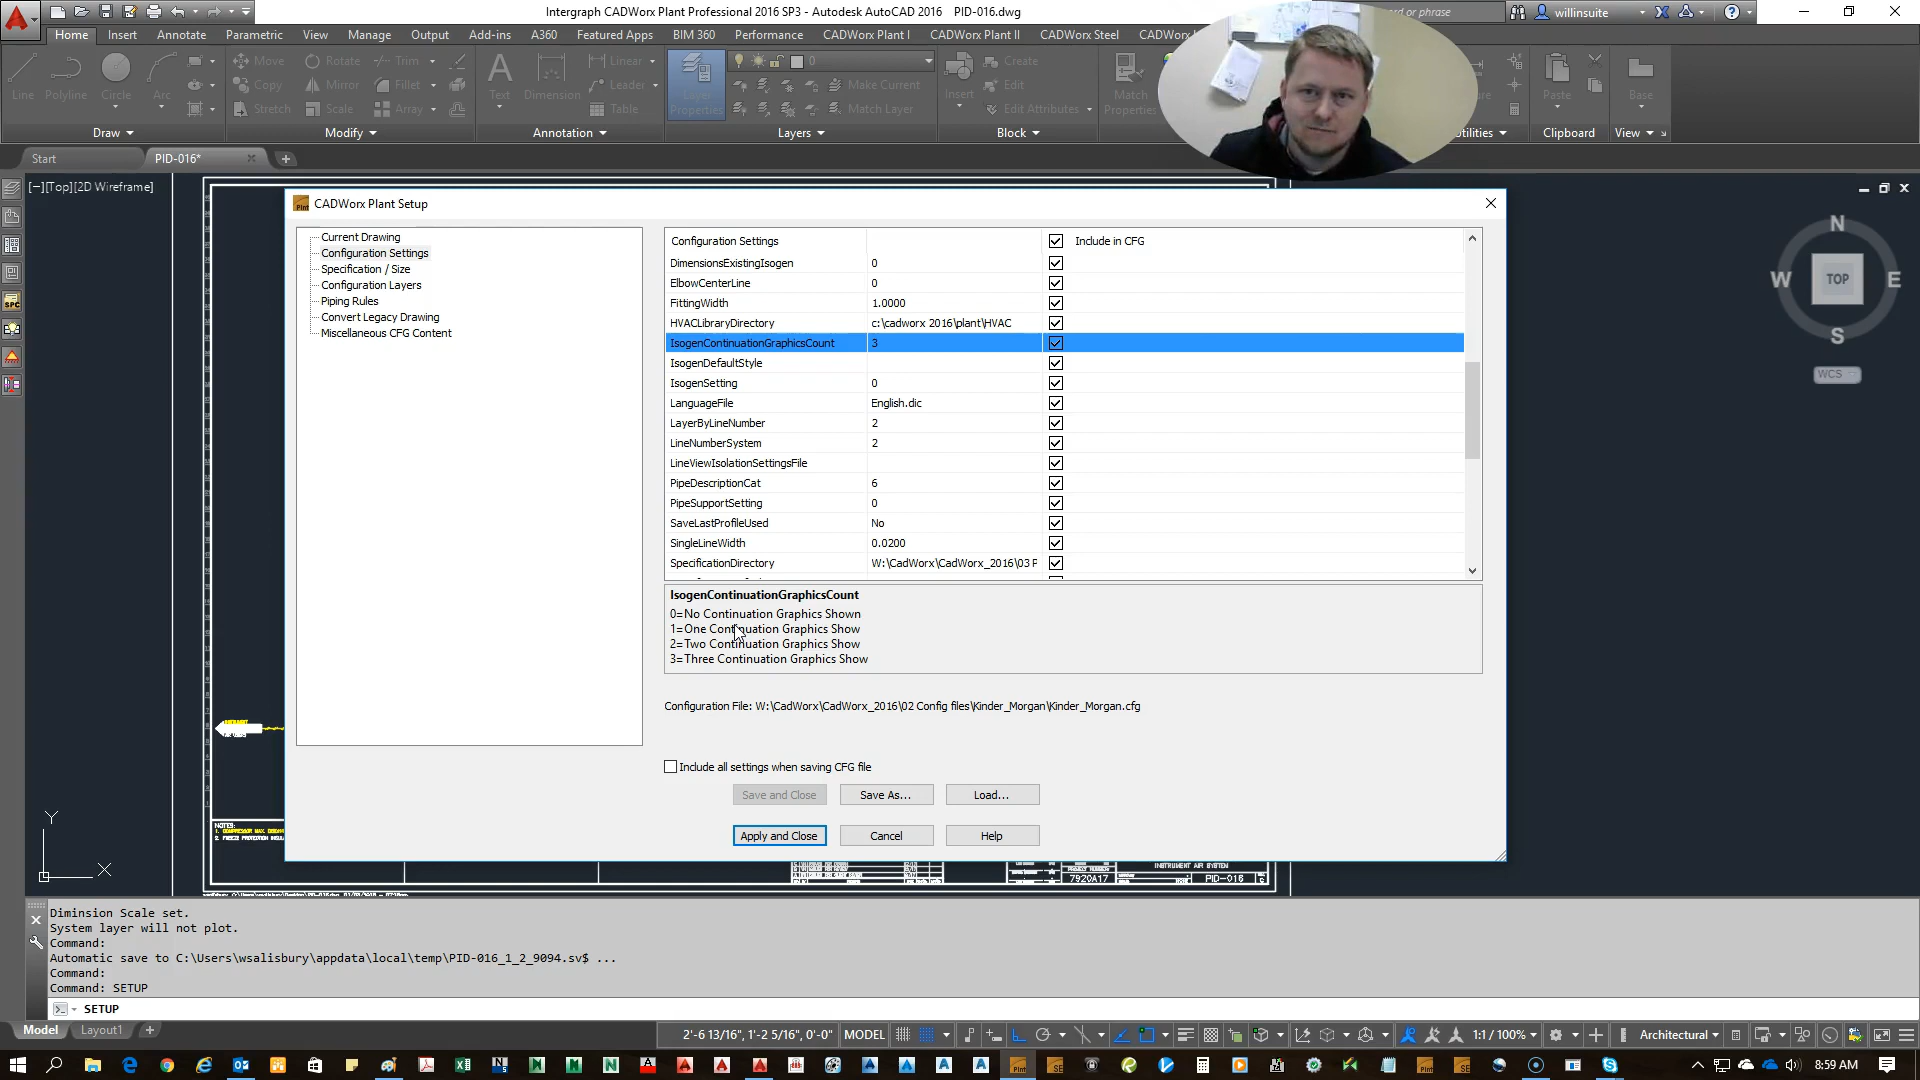 Intergraph CADWorx Plant Professional 2016 SP3 - Autodesk AutoCAD 2016   PID-016.dwg
or phrase
willinsuite
Home Insert Annotate Parametric View Manage Output Add-ins A360 Featured Apps BIM 360 Performance CADWorx Plant I CADWorx Plant II CADWorx Steel
Line Polyline Circle Arc
Move Rotate Trim
Copy Mirror Fillet
Stretch Scale Array
Text Dimension
Linear
Leader
Table
Layer Properties
0
Make Current
Match Layer
Insert
Create
Edit
Edit Attributes
Match Properties
Paste
Base
Draw Modify Annotation Layers Block Utilities Clipboard View
Start PID-016*
[−][Top][2D Wireframe]
N
W TOP E
S
WCS
CADWorx Plant Setup
Current Drawing
Configuration Settings
Specification / Size
Configuration Layers
Piping Rules
Convert Legacy Drawing
Miscellaneous CFG Content
Configuration Settings Include in CFG
DimensionsExistingIsogen 0
ElbowCenterLine 0
FittingWidth 1.0000
HVACLibraryDirectory c:\cadworx 2016\plant\HVAC
IsogenContinuationGraphicsCount 3
IsogenDefaultStyle
IsogenSetting 0
LanguageFile English.dic
LayerByLineNumber 2
LineNumberSystem 2
LineViewIsolationSettingsFile
PipeDescriptionCat 6
PipeSupportSetting 0
SaveLastProfileUsed No
SingleLineWidth 0.0200
SpecificationDirectory W:\CadWorx\CadWorx_2016\03 P
IsogenContinuationGraphicsCount
0=No Continuation Graphics Shown
1=One Continuation Graphics Show
2=Two Continuation Graphics Show
3=Three Continuation Graphics Show
Configuration File: W:\CadWorx\CadWorx_2016\02 Config files\Kinder_Morgan\Kinder_Morgan.cfg
Include all settings when saving CFG file
Save and Close Save As... Load...
Apply and Close Cancel Help
NOTES:
INSTRUMENT AIR SYSTEM
7920A17
PID-016
Y
X
Diminsion Scale set.
System layer will not plot.
Command:
Automatic save to C:\Users\wsalisbury\appdata\local\temp\PID-016_1_2_9094.sv$ ...
Command:
Command: SETUP
SETUP
Model Layout1
2'-6 13/16", 1'-2 5/16", 0'-0" MODEL
1:1 / 100%
Architectural
8:59 AM